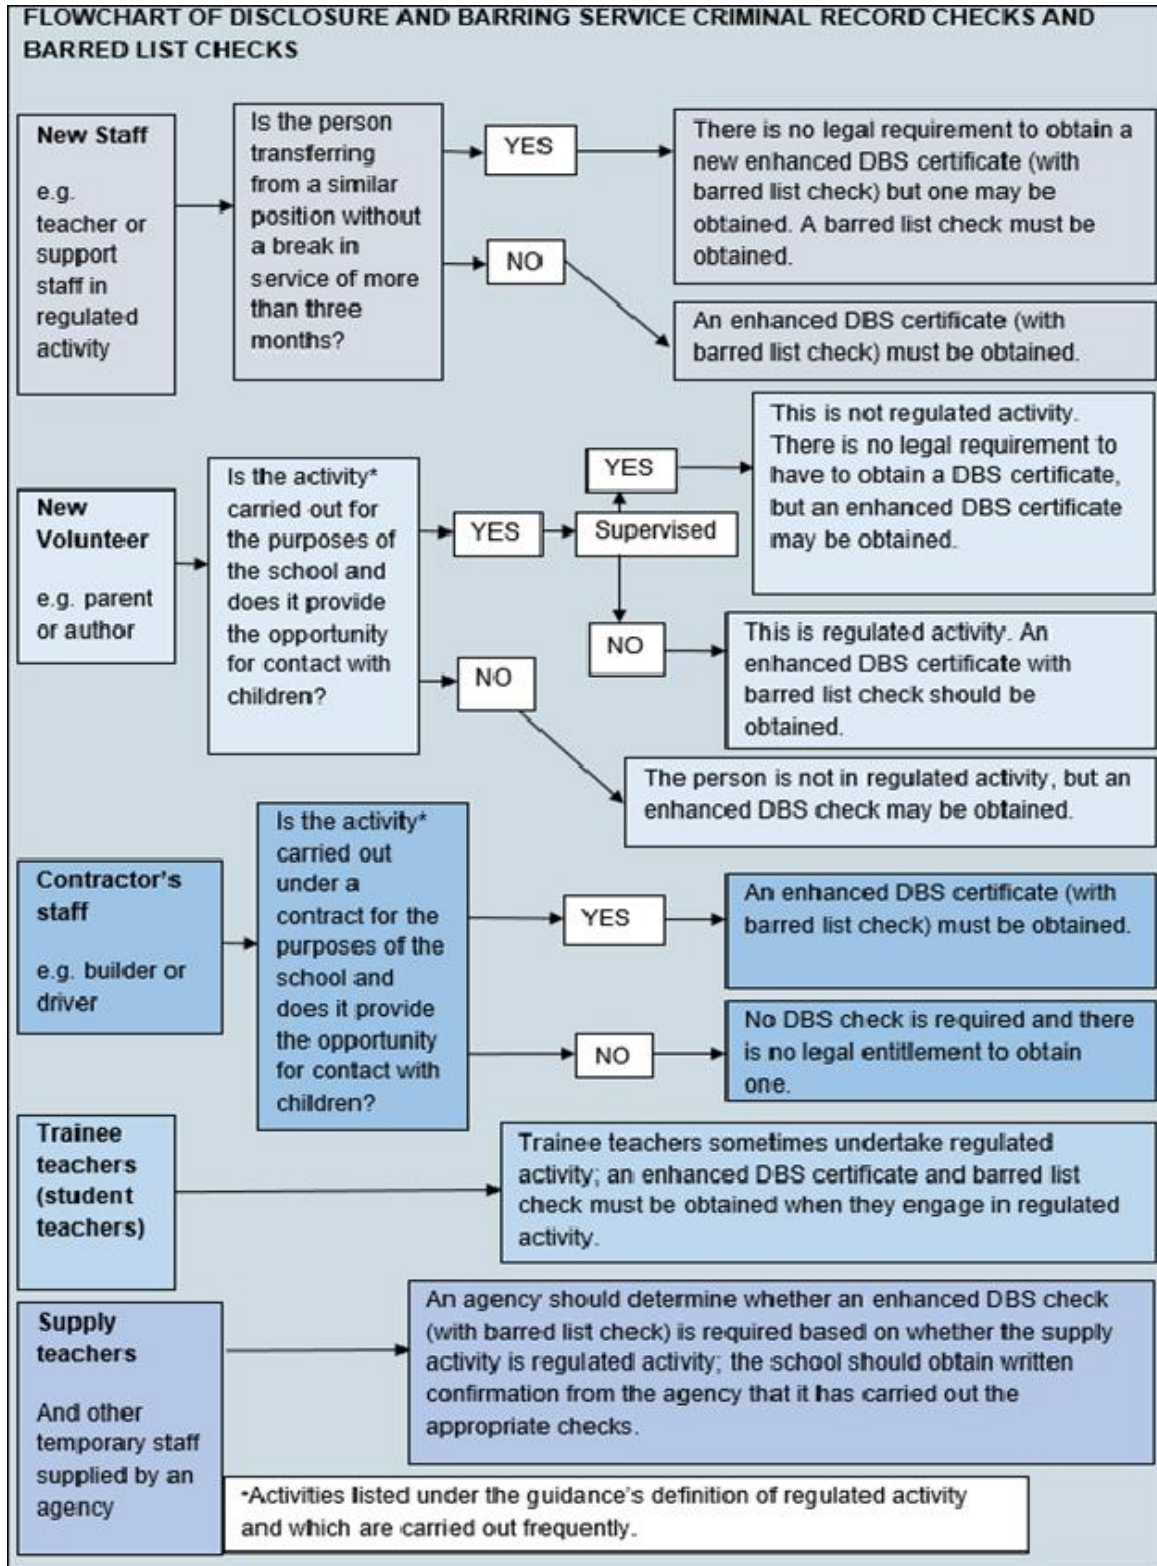 FLOWCHART OF DISCLOSURE AND BARRING SERVICE CRIMINAL RECORD CHECKS AND
BARRED LIST CHECKS
New Staff
e.g.
teacher or
support
staff in
regulated
activity
Is the person
transferring
from a similar
position without
a break in
service of more
than three
months?
YES
There is no legal requirement to obtain a
new enhanced DBS certificate (with
barred list check) but one may be
obtained. A barred list check must be
obtained.
NO
An enhanced DBS certificate (with
barred list check) must be obtained.
New
Volunteer
e.g. parent
or author
Is the activity*
carried out for
the purposes of
the school and
does it provide
the opportunity
for contact with
children?
YES
Supervised
YES
This is not regulated activity.
There is no legal requirement to
have to obtain a DBS certificate,
but an enhanced DBS certificate
may be obtained.
NO
This is regulated activity. An
enhanced DBS certificate with
barred list check should be
obtained.
NO
The person is not in regulated activity, but an
enhanced DBS check may be obtained.
Contractor's
staff
e.g. builder or
driver
Is the activity*
carried out
under a
contract for the
purposes of the
school and
does it provide
the opportunity
for contact with
children?
YES
An enhanced DBS certificate (with
barred list check) must be obtained.
NO
No DBS check is required and there
is no legal entitlement to obtain
one.
Trainee
teachers
(student
teachers)
Trainee teachers sometimes undertake regulated
activity; an enhanced DBS certificate and barred list
check must be obtained when they engage in regulated
activity.
Supply
teachers
And other
temporary staff
supplied by an
agency
An agency should determine whether an enhanced DBS check
(with barred list check) is required based on whether the supply
activity is regulated activity; the school should obtain written
confirmation from the agency that it has carried out the
appropriate checks.
*Activities listed under the guidance's definition of regulated activity
and which are carried out frequently.